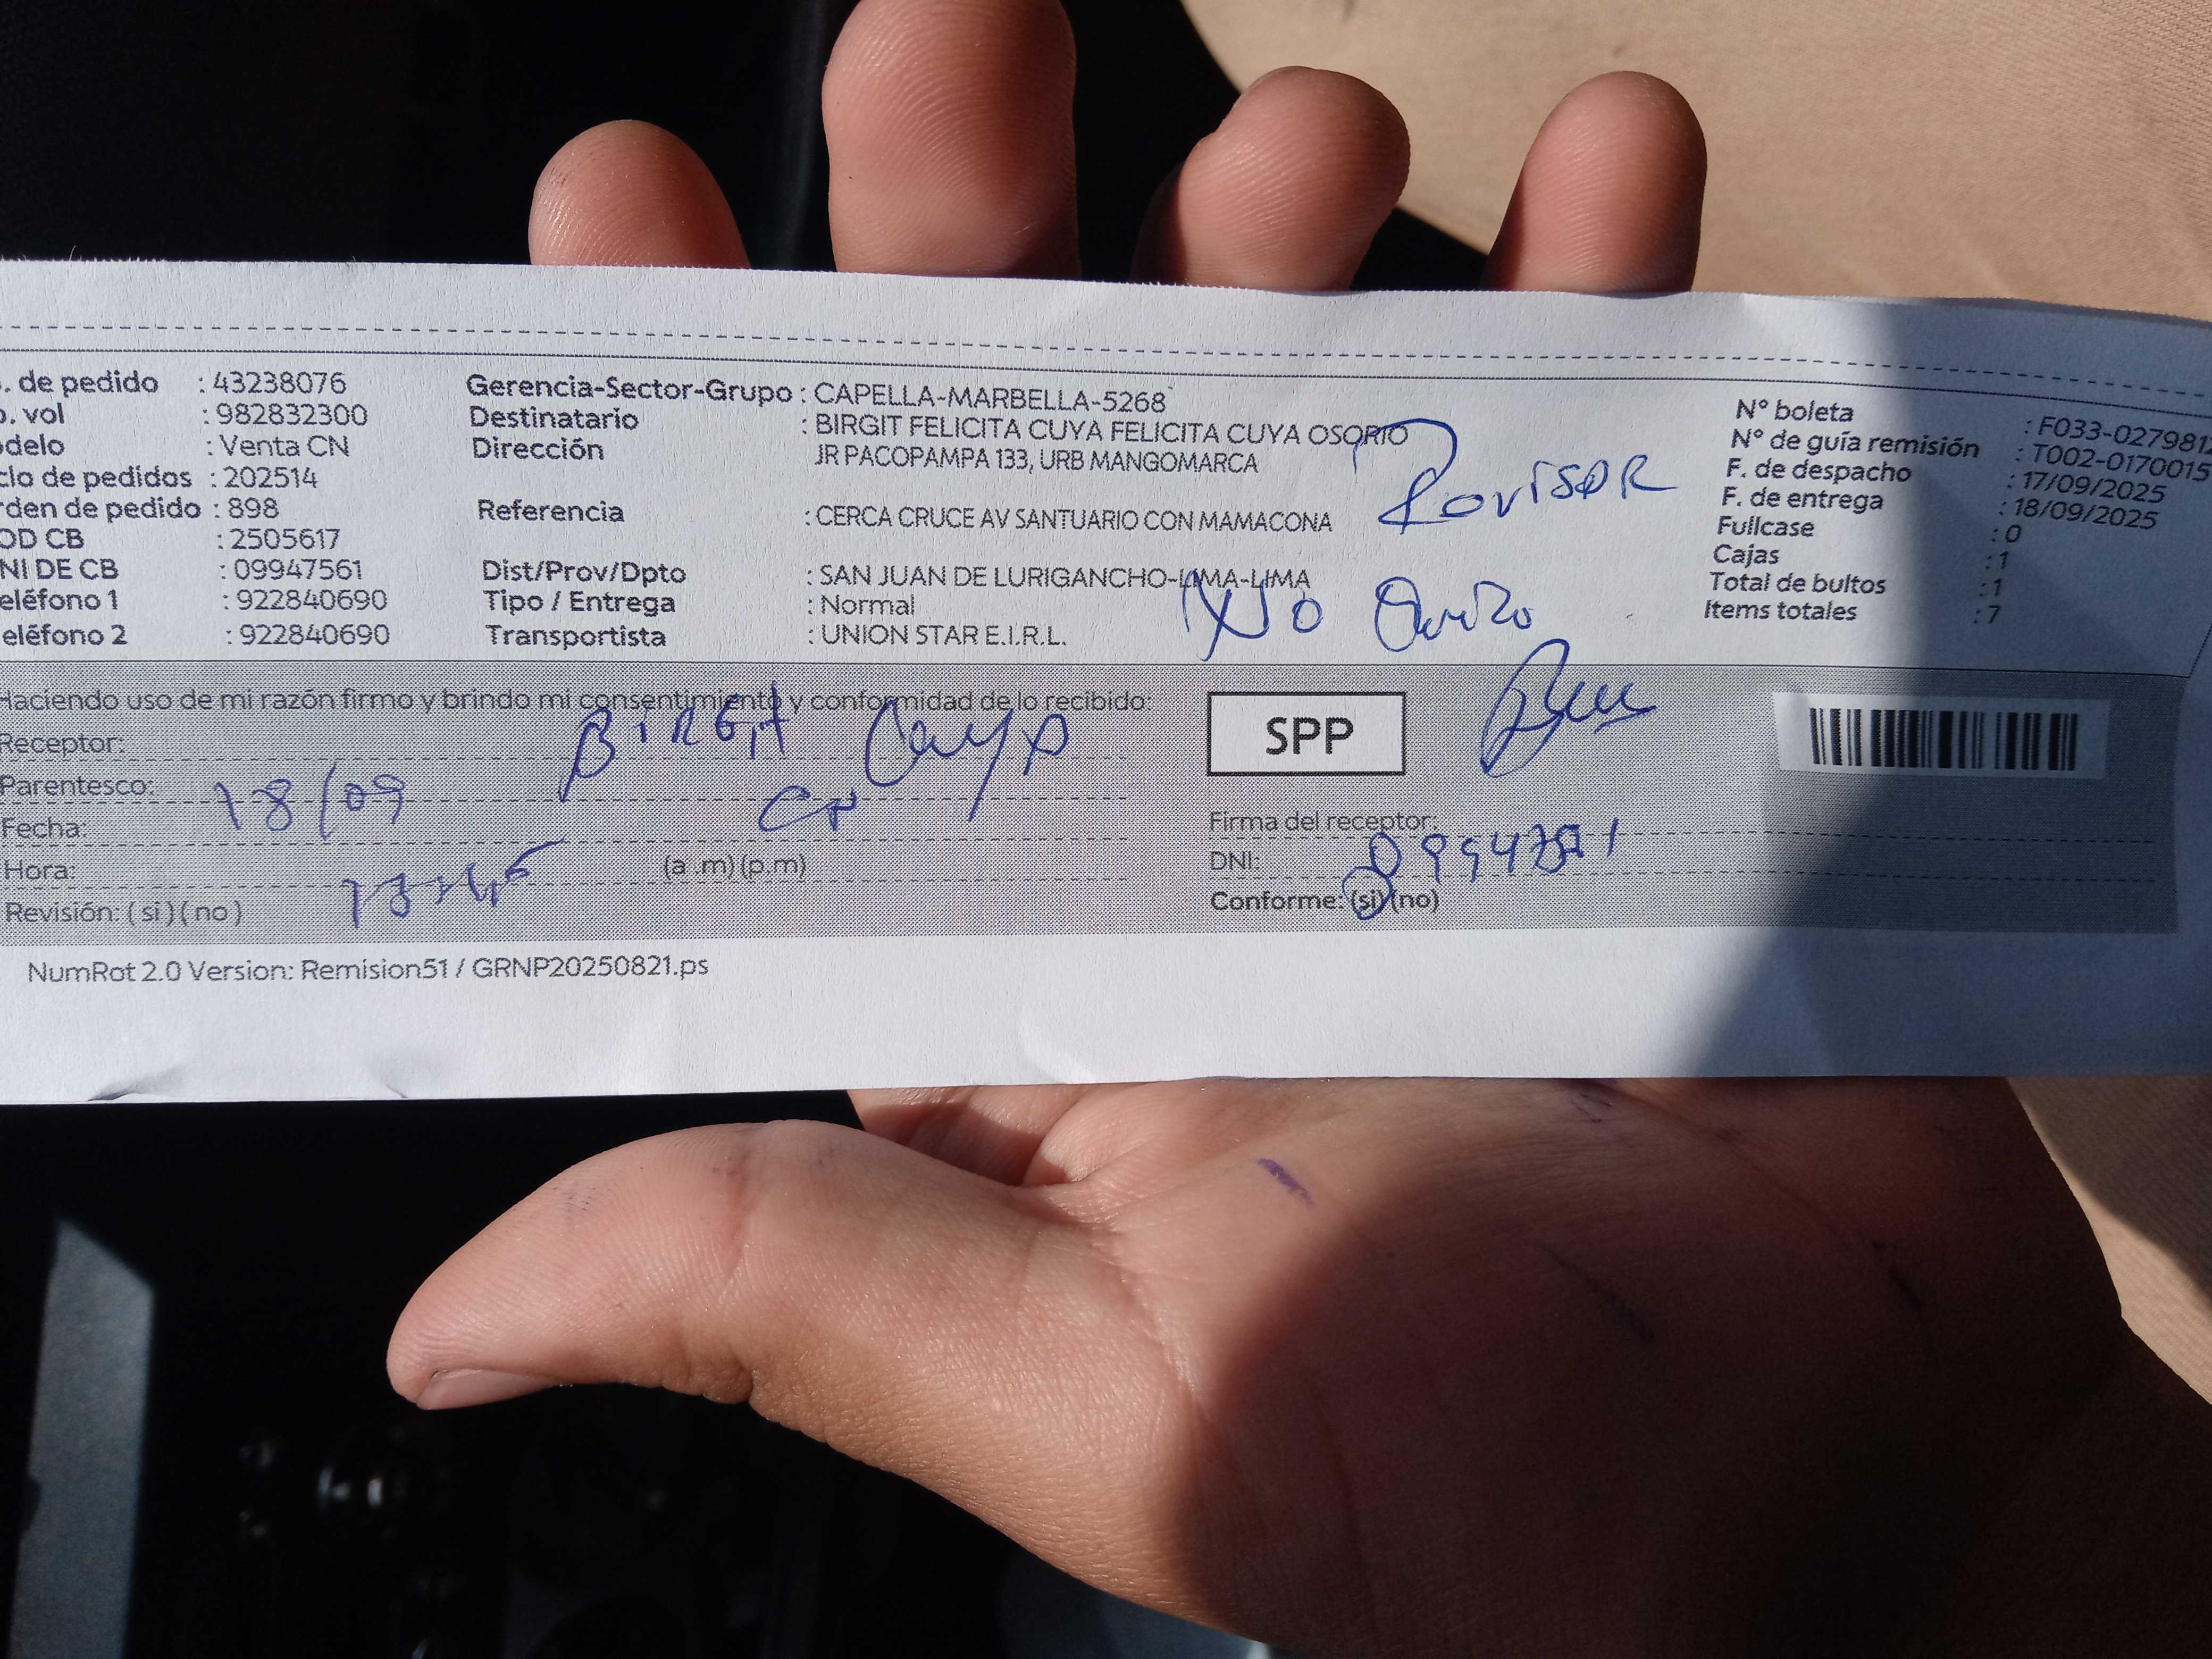 . de pedido : 43238076
. vol : 982832300
delo : Venta CN
clo de pedidos : 202514
rden de pedido : 898
OD CB : 2505617
NI DE CB : 09947561
eléfono 1 : 922840690
eléfono 2 : 922840690
Gerencia-Sector-Grupo : CAPELLA-MARBELLA-5268
Destinatario : BIRGIT FELICITA CUYA FELICITA CUYA OSORIO
Dirección JR PACOPAMPA 133, URB MANGOMARCA
Referencia : CERCA CRUCE AV SANTUARIO CON MAMACONA
Dist/Prov/Dpto : SAN JUAN DE LURIGANCHO-LIMA-LIMA
Tipo / Entrega : Normal
Transportista : UNION STAR E.I.R.L.
No
N° boleta : F033-0279812
N° de guía remisión : T002-0170015
F. de despacho : 17/09/2025
F. de entrega : 18/09/2025
Fullcase : 0
Cajas : 1
Total de bultos : 1
Items totales : 7
Haciendo uso de mi razón firmo y brindo mi consentimiento y conformidad de lo recibido:
Receptor:
Parentesco:
Fecha: 18/09
Hora: (a .m) (p.m)
Revisión: ( si ) ( no )
SPP
Firma del receptor:
DNI:
Conforme: (si) (no)
NumRot 2.0 Version: Remision51 / GRNP20250821.ps